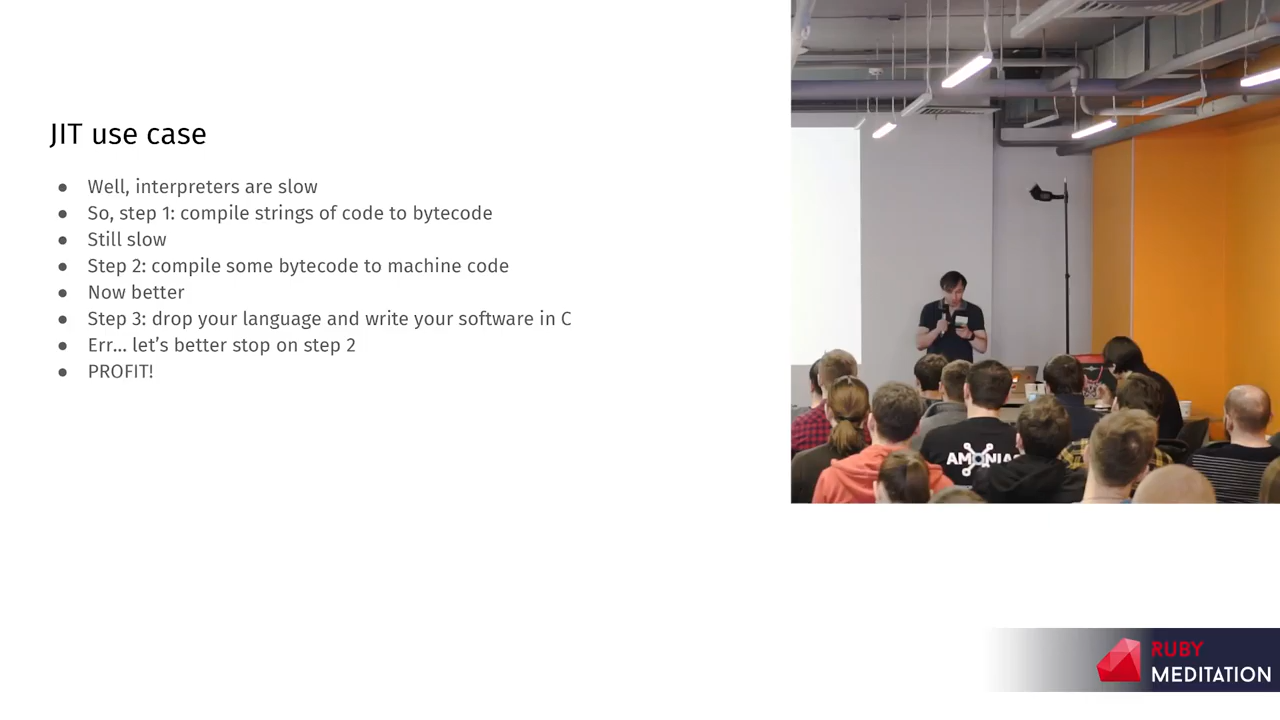 JIT use case
● Well, interpreters are slow
● So, step 1: compile strings of code to bytecode
● Still slow
● Step 2: compile some bytecode to machine code
● Now better
● Step 3: drop your language and write your software in C
● Err... let’s better stop on step 2
● PROFIT!
RUBY
MEDITATION